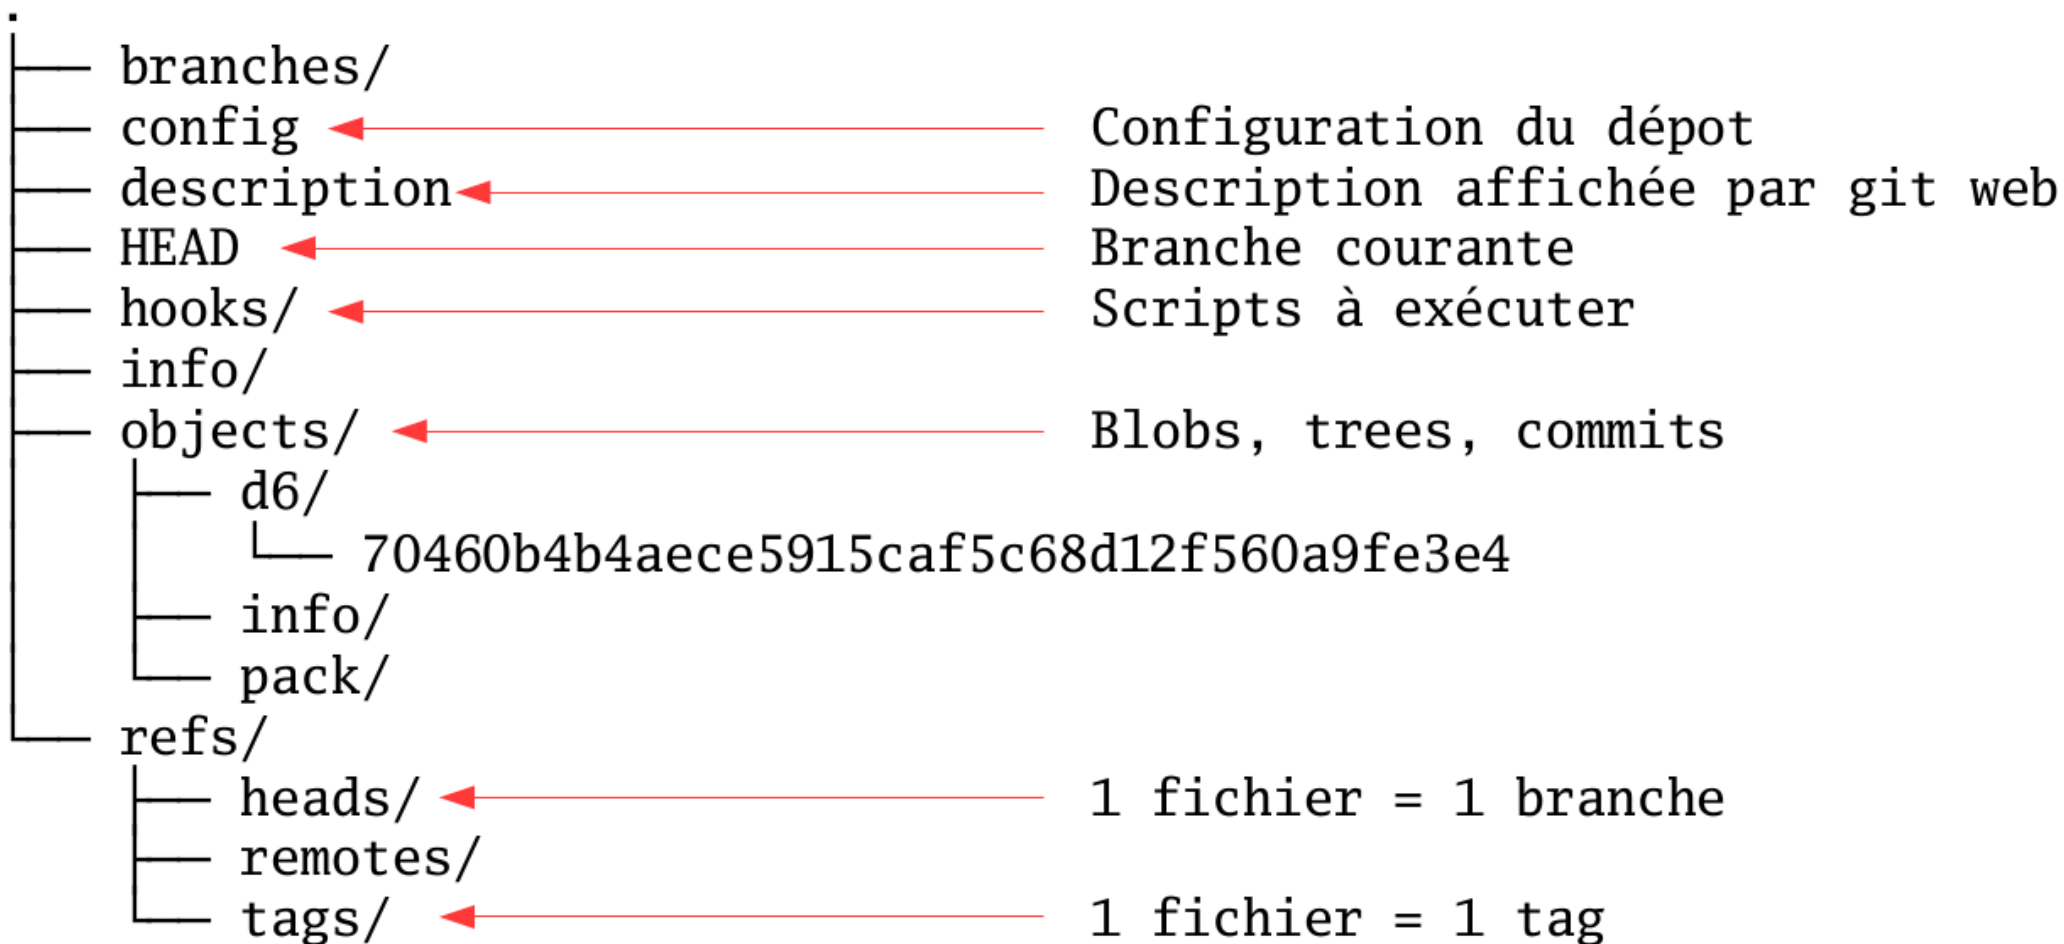 .
branches/
config Configuration du dépot
description Description affichée par git web
HEAD Branche courante
hooks/ Scripts à exécuter
info/
objects/ Blobs, trees, commits
d6/
70460b4b4aece5915caf5c68d12f560a9fe3e4
info/
pack/
refs/
heads/ 1 fichier = 1 branche
remotes/
tags/ 1 fichier = 1 tag